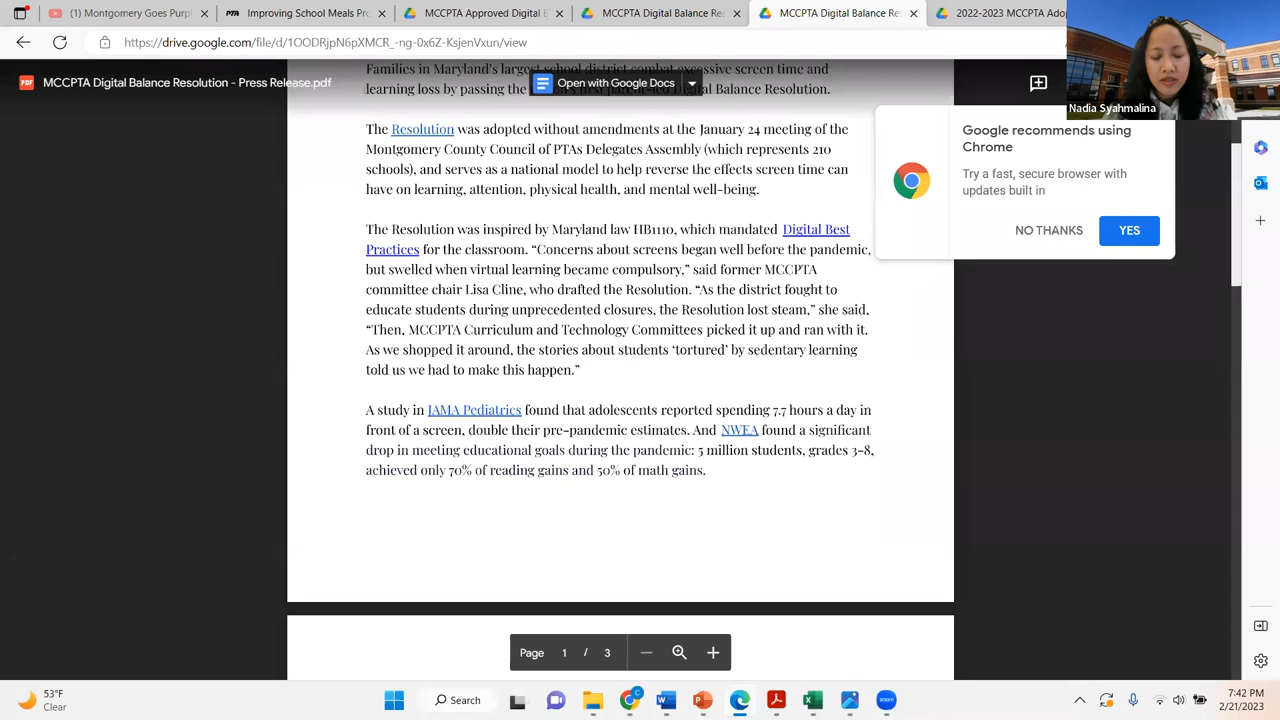 (1) Montgomery Goes Purp
Improving School Meals Pro
MCCPTA Approved Digital B
MCCPTA Digital Balance Res
MCCPTA Digital Balance Res
2022-2023 MCCPTA Ado
https://drive.google.com/file/d/1OODRjpN6pXMCR_-ng-0x6Z-KsjenVxun/view
PDF MCCPTA Digital Balance Resolution - Press Release.pdf
Open with Google Docs
Nadia Syahmalina
Families in Maryland's largest school district combat excessive screen time and
learning loss by passing the Digital Balance Resolution.
The Resolution was adopted without amendments at the January 24 meeting of the
Montgomery County Council of PTAs Delegates Assembly (which represents 210
schools), and serves as a national model to help reverse the effects screen time can
have on learning, attention, physical health, and mental well-being.
The Resolution was inspired by Maryland law HB1110, which mandated Digital Best
Practices for the classroom. “Concerns about screens began well before the pandemic,
but swelled when virtual learning became compulsory,” said former MCCPTA
committee chair Lisa Cline, who drafted the Resolution. “As the district fought to
educate students during unprecedented closures, the Resolution lost steam,” she said,
“Then, MCCPTA Curriculum and Technology Committees picked it up and ran with it.
As we shopped it around, the stories about students ‘tortured’ by sedentary learning
told us we had to make this happen.”
A study in JAMA Pediatrics found that adolescents reported spending 7.7 hours a day in
front of a screen, double their pre-pandemic estimates. And NWEA found a significant
drop in meeting educational goals during the pandemic: 5 million students, grades 3-8,
achieved only 70% of reading gains and 50% of math gains.
Google recommends using
Chrome
Try a fast, secure browser with
updates built in
NO THANKS YES
Page 1 / 3
53°F
Clear
Search
7:42 PM
2/21/2023